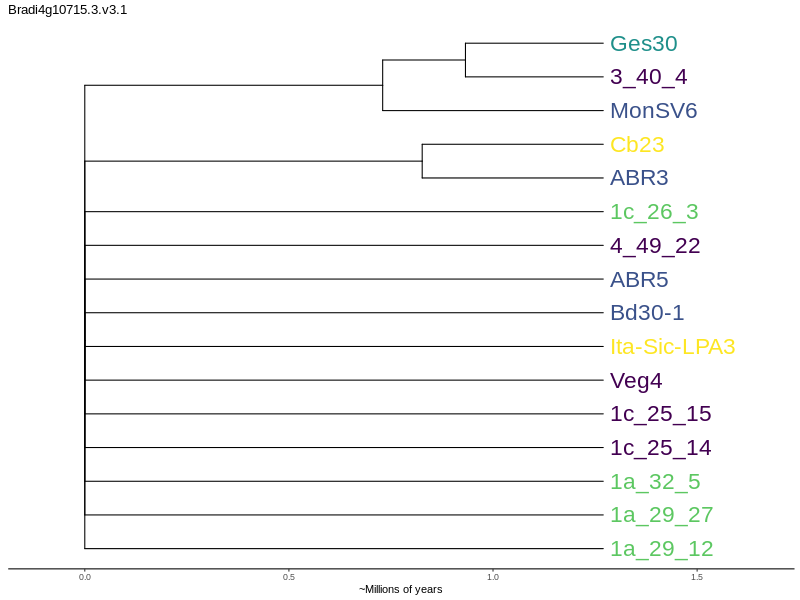 Bradi4g10715.3.v3.1
Ges30
3_40_4
MonSV6
Cb23
ABR3
1c_26_3
4_49_22
ABR5
Bd30-1
Ita-Sic-LPA3
Veg4
1c_25_15
1c_25_14
1a_32_5
1a_29_27
1a_29_12
0.0 0.5 1.0 1.5
~Millions of years